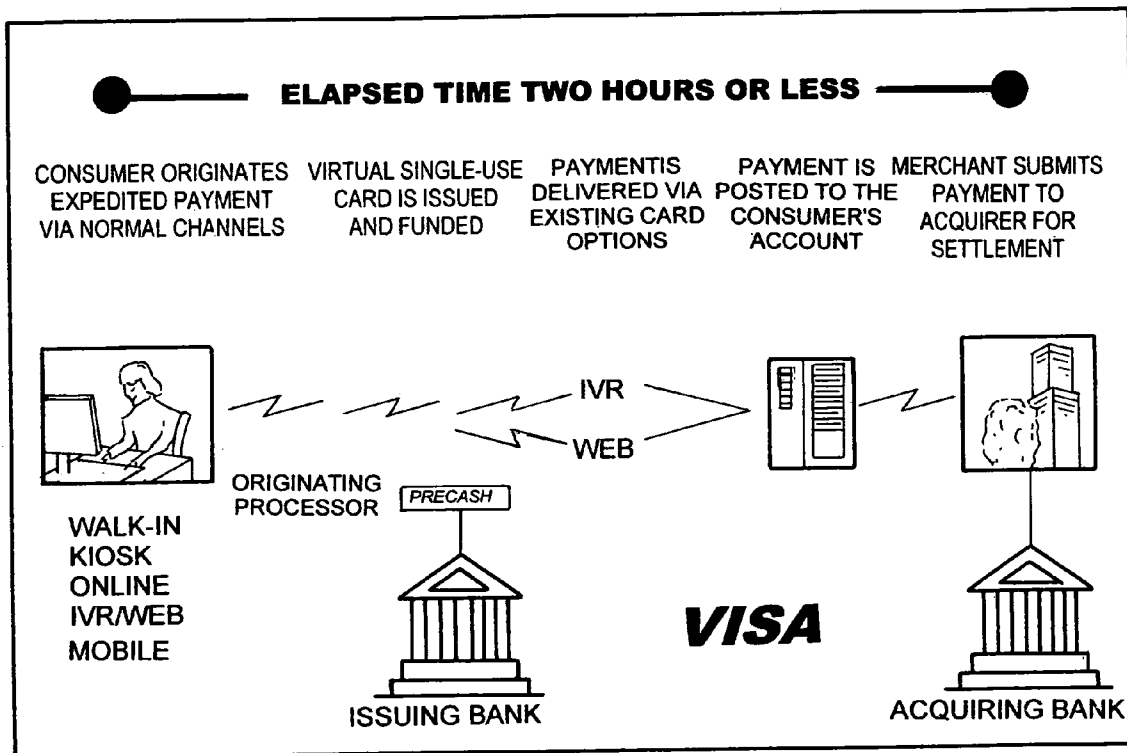 ELAPSED TIME TWO HOURS OR LESS
CONSUMER ORIGINATES
EXPEDITED PAYMENT
VIA NORMAL CHANNELS
VIRTUAL SINGLE-USE
CARD IS ISSUED
AND FUNDED
PAYMENTIS
DELIVERED VIA
EXISTING CARD
OPTIONS
PAYMENT IS
POSTED TO THE
CONSUMER'S
ACCOUNT
MERCHANT SUBMITS
PAYMENT TO
ACQUIRER FOR
SETTLEMENT
IVR
WEB
ORIGINATING
PROCESSOR
PRECASH
WALK-IN
KIOSK
ONLINE
IVR/WEB
MOBILE
VISA
ISSUING BANK
ACQUIRING BANK